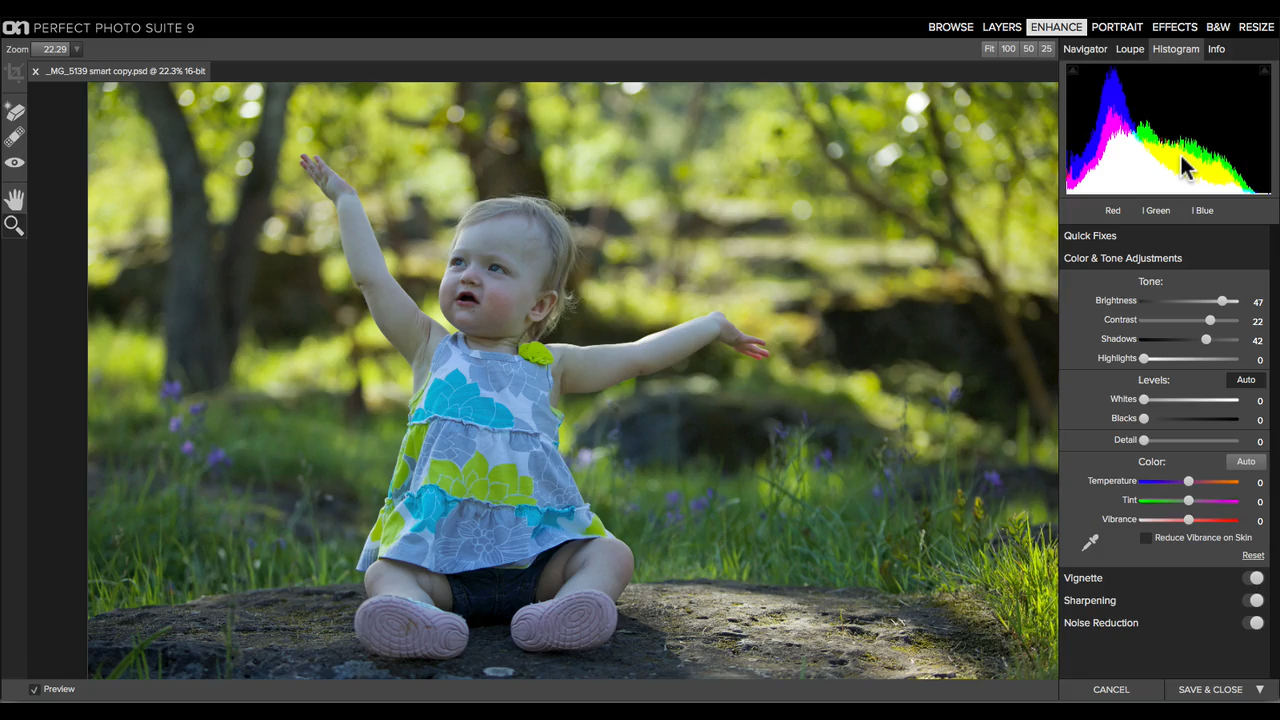 on PERFECT PHOTO SUITE 9
BROWSE LAYERS ENHANCE PORTRAIT EFFECTS B&W RESIZE
Zoom 22.29
Fit 100 50 25
Navigator Loupe Histogram Info
x _MG_5139 smart copy.psd @ 22.3% 16-bit
Red | Green | Blue
Quick Fixes
Color & Tone Adjustments
Tone:
Brightness 47
Contrast 22
Shadows 42
Highlights 0
Levels: Auto
Whites 0
Blacks 0
Detail 0
Color: Auto
Temperature 0
Tint 0
Vibrance 0
Reduce Vibrance on Skin
Reset
Vignette
Sharpening
Noise Reduction
Preview
CANCEL SAVE & CLOSE